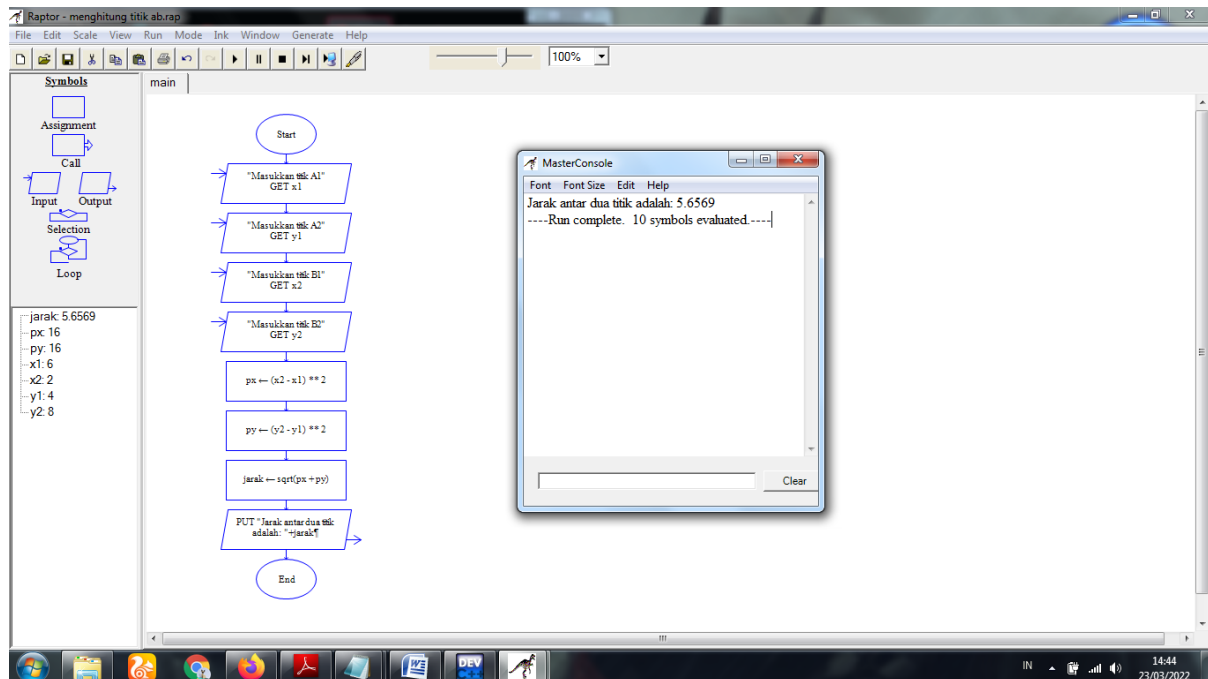 Raptor - menghitung titik ab.rap
File Edit Scale View Run Mode Ink Window Generate Help
100%
Symbols
main
Assignment
Call
Input Output
Selection
Loop
jarak: 5.6569
px: 16
py: 16
x1: 6
x2: 2
y1: 4
y2: 8
Start
"Masukkan titik A1"
GET x1
"Masukkan titik A2"
GET y1
"Masukkan titik B1"
GET x2
"Masukkan titik B2"
GET y2
px ← (x2 - x1) ** 2
py ← (y2 - y1) ** 2
jarak ← sqrt(px + py)
PUT "Jarak antar dua titik
adalah: "+jarak¶
End
MasterConsole
Font Font Size Edit Help
Jarak antar dua titik adalah: 5.6569
----Run complete. 10 symbols evaluated.----
Clear
DEV
C++
IN
14:44
23/03/2022